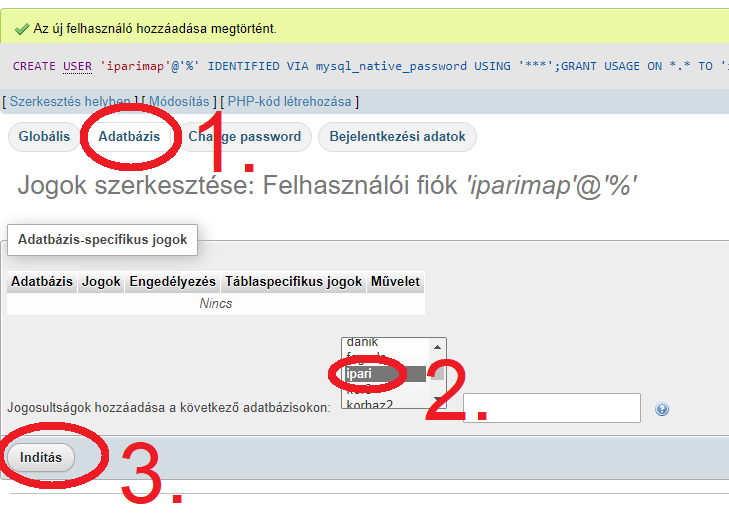 Az új felhasználó hozzáadása megtörtént.
CREATE USER 'iparimap'@'%' IDENTIFIED VIA mysql_native_password USING '***';GRANT USAGE ON *.* TO
[ Szerkesztés helyben ] [ Módosítás ] [ PHP-kód létrehozása ]
Globális Adatbázis Change password Bejelentkezési adatok
1.
Jogok szerkesztése: Felhasználói fiók 'iparimap'@'%'
Adatbázis-specifikus jogok
Adatbázis Jogok Engedélyezés Táblaspecifikus jogok Művelet
Nincs
danik
ipari
korhaz2
2.
Jogosultságok hozzáadása a következő adatbázisokon:
Indítás
3.